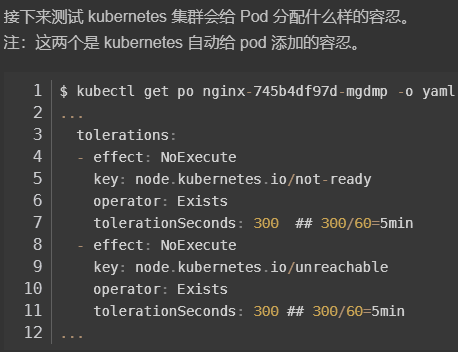 接下来测试 kubernetes 集群会给 Pod 分配什么样的容忍。
注：这两个是 kubernetes 自动给 pod 添加的容忍。
1 $ kubectl get po nginx-745b4df97d-mgdmp -o yaml
2 ...
3   tolerations:
4   - effect: NoExecute
5     key: node.kubernetes.io/not-ready
6     operator: Exists
7     tolerationSeconds: 300  ## 300/60=5min
8   - effect: NoExecute
9     key: node.kubernetes.io/unreachable
10     operator: Exists
11     tolerationSeconds: 300 ## 300/60=5min
12 ...